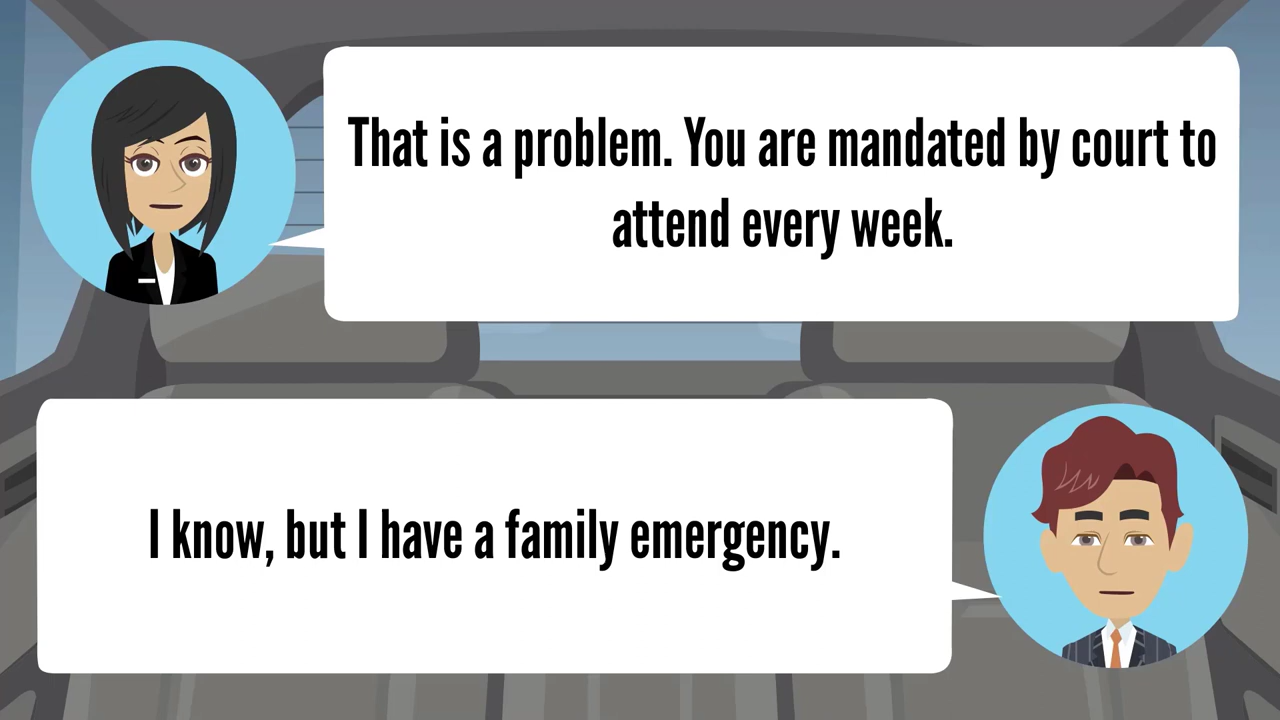 That is a problem. You are mandated by court to
attend every week.
I know, but I have a family emergency.